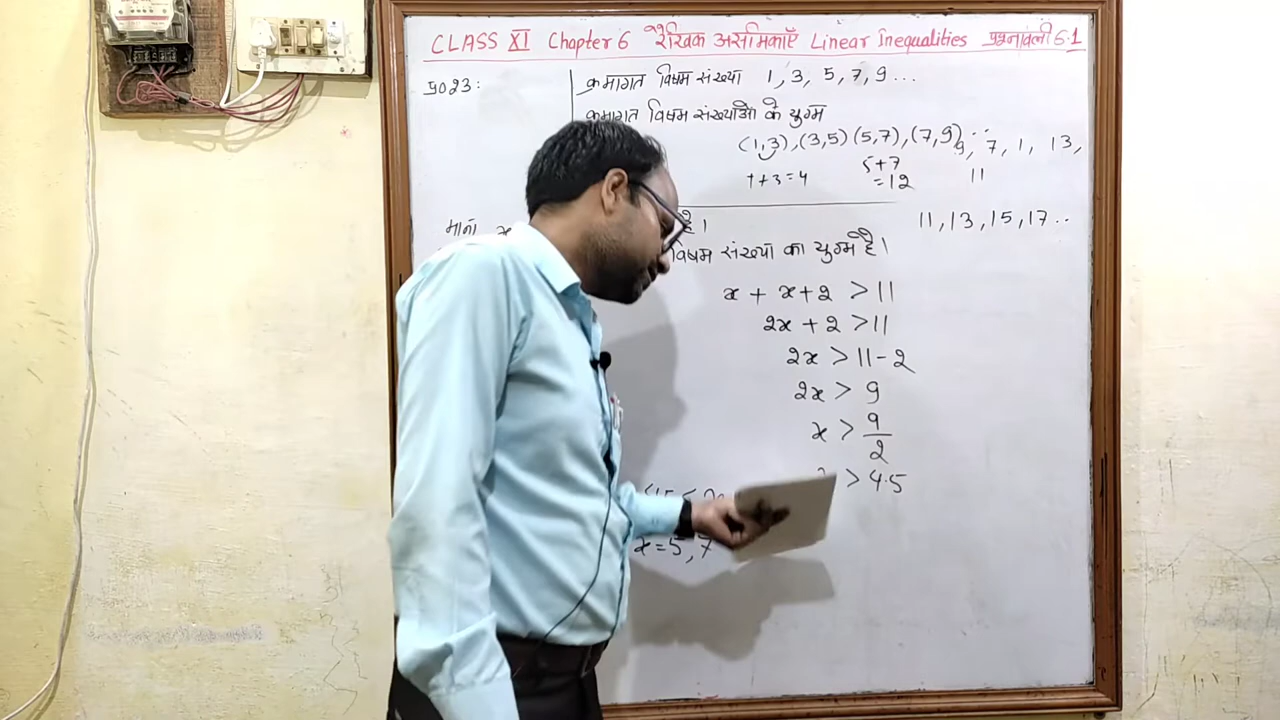 CLASS XI Chapter 6 रैखिक असमिकाएँ Linear Inequalities प्रश्नावली 6.1
प्र023:
क्रमागत विषम संख्या 1, 3, 5, 7, 9 ...
क्रमागत विषम संख्याओं के युग्म
(1,3), (3,5) (5,7), (7,9) ..
9, 7, 1, 13,
1+3=4
5+7
=12
11
माना x
है।
11, 13, 15, 17..
विषम संख्या का युग्म है।
x + x+2 > 11
2x + 2 > 11
2x > 11-2
2x > 9
x > 9/2
> 4.5
x = 5, 7